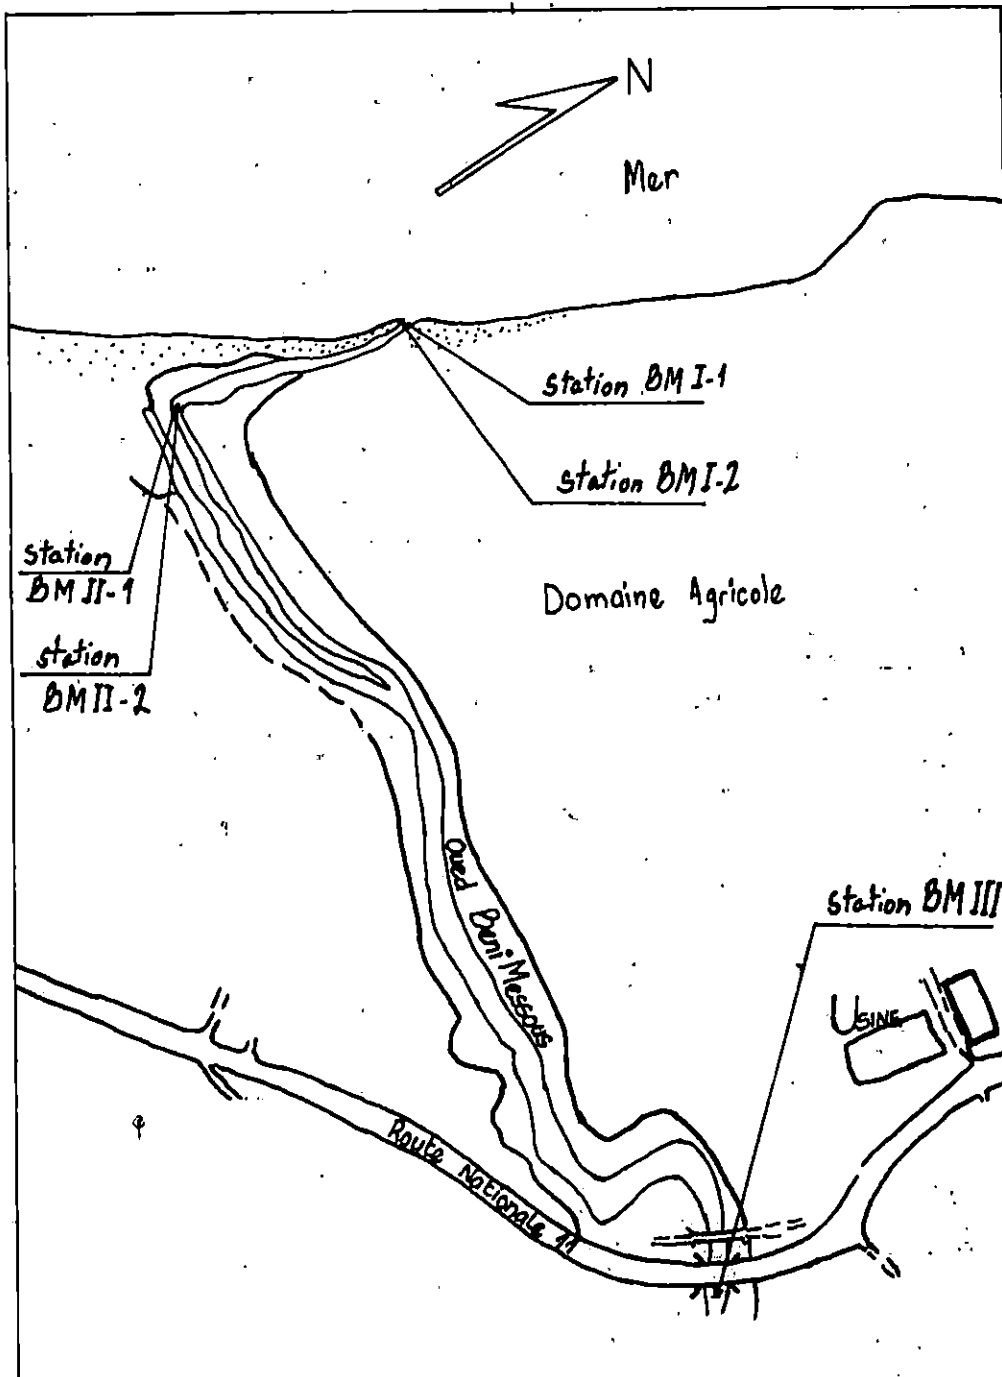 N
Mer
station BM I-1
station BM I-2
station
BM II-1
Domaine Agricole
station
BM II-2
Oued Beni Messous
station BM III
USINE
Route Nationale 11